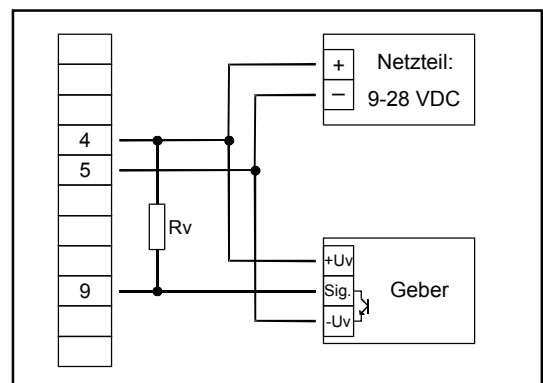 +
Netzteil:
–
9-28 VDC
4
5
Rv
+Uv
9
Sig.
Geber
-Uv